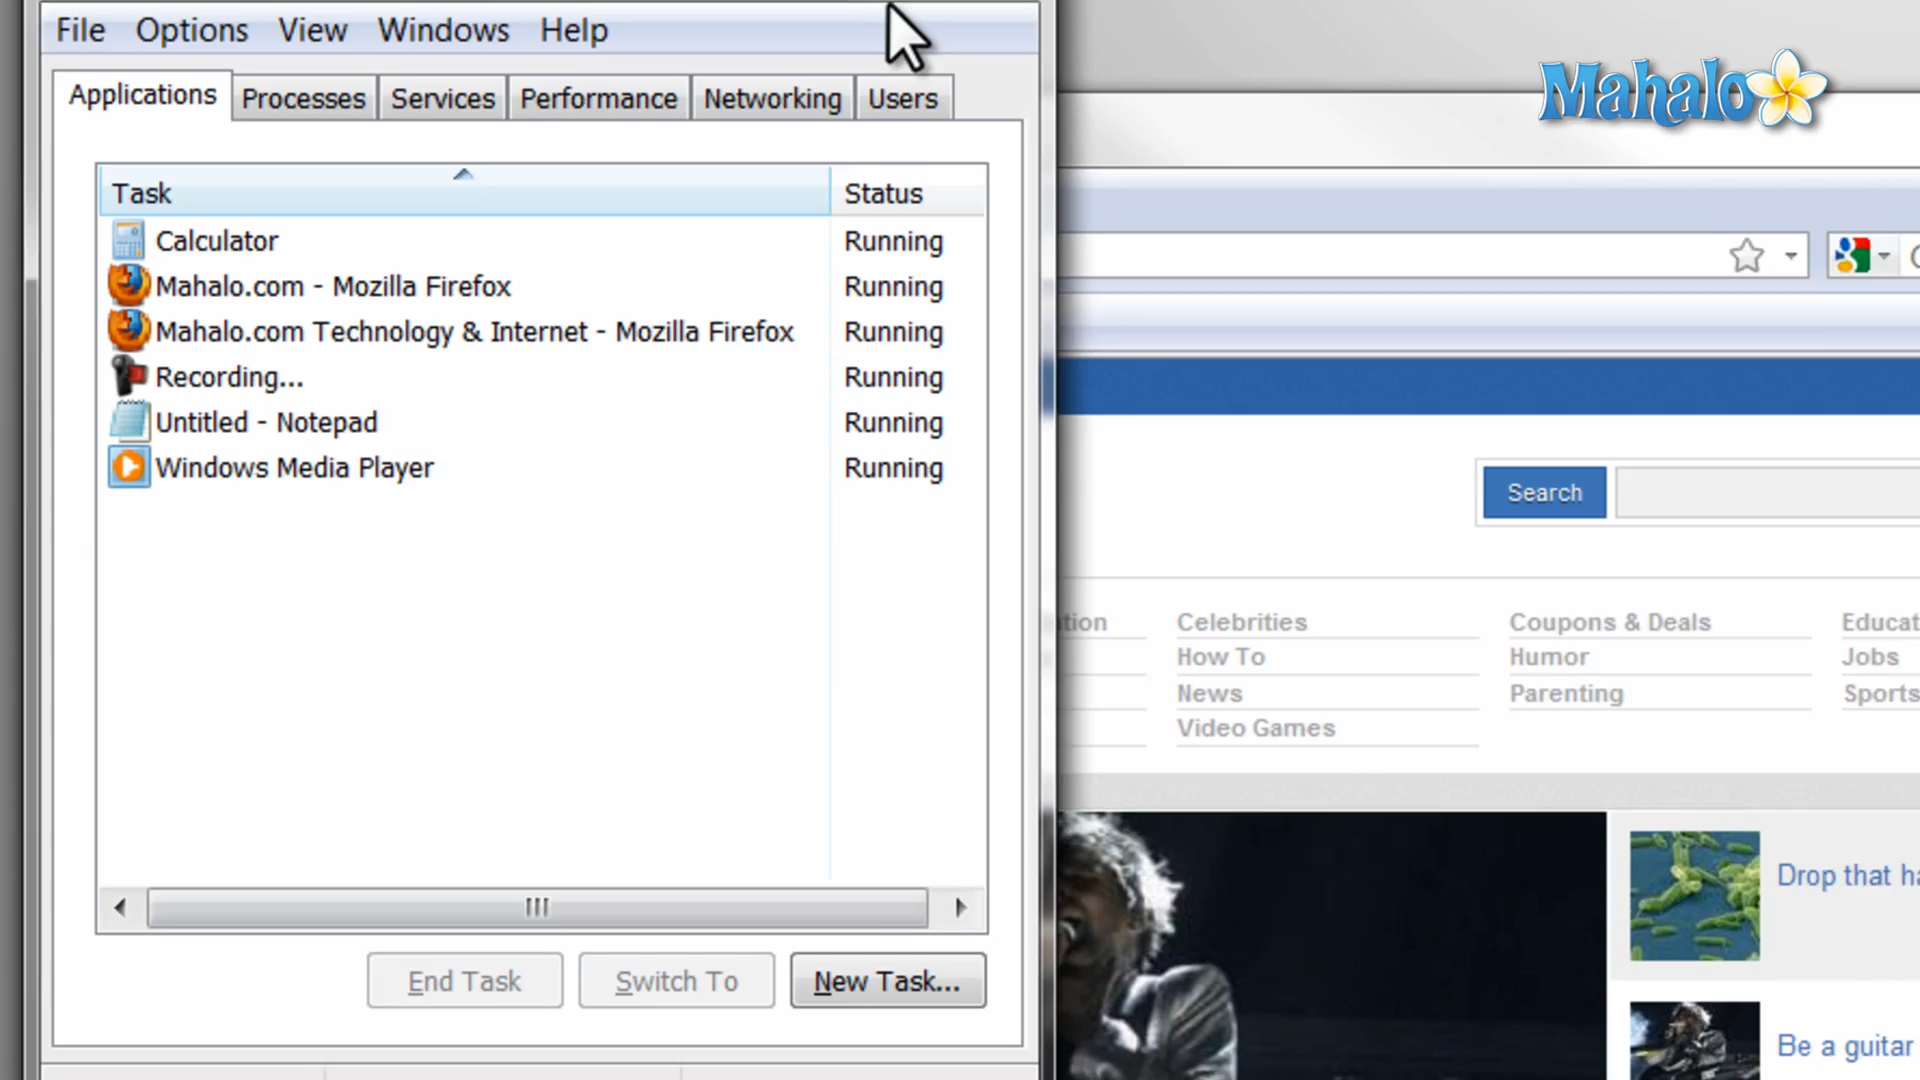 File Options View Windows Help
Mahalo
Applications Processes Services Performance Networking Users
Task Status
Calculator Running
Mahalo.com - Mozilla Firefox Running
Mahalo.com Technology & Internet - Mozilla Firefox Running
Recording... Running
Untitled - Notepad Running
Windows Media Player Running
End Task Switch To New Task...
Search
Celebrities Coupons & Deals
How To Humor Jobs
News Parenting Sports
Video Games
Drop that
Be a guitar